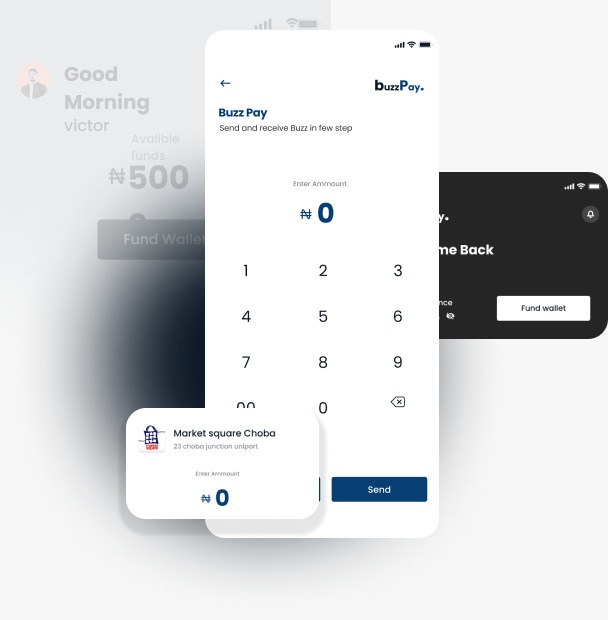 Good
Morning
victor
Avalible
funds
₦500
Fund Wallet
buzzPay.
Buzz Pay
Send and receive Buzz in few step
Enter Ammount
₦ 0
1 2 3
4 5 6
7 8 9
00 0
Send
Market square Choba
23 choba junction uniport
Enter Ammount
₦ 0
y.
me Back
nce
Fund wallet